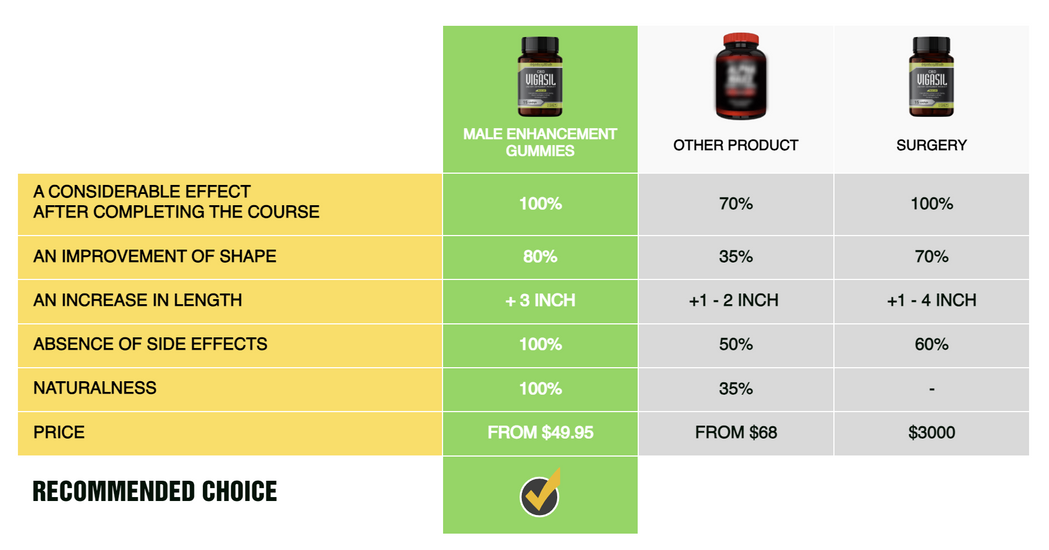 VIGASIL
VIGASIL
MALE ENHANCEMENT
GUMMIES
OTHER PRODUCT
SURGERY
A CONSIDERABLE EFFECT
AFTER COMPLETING THE COURSE
100%
70%
100%
AN IMPROVEMENT OF SHAPE
80%
35%
70%
AN INCREASE IN LENGTH
+ 3 INCH
+1 - 2 INCH
+1 - 4 INCH
ABSENCE OF SIDE EFFECTS
100%
50%
60%
NATURALNESS
100%
35%
-
PRICE
FROM $49.95
FROM $68
$3000
RECOMMENDED CHOICE